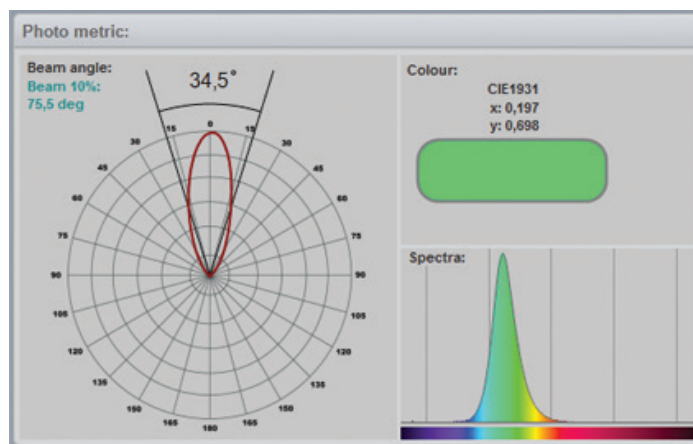 Photo metric:
Beam angle:
Beam 10%:
75,5 deg
34,5°
0
15 15
30 30
45 45
60 60
75 75
90 90
105 105
120 120
135 135
150 150
165 165
180
Colour:
CIE1931
x: 0,197
y: 0,698
Spectra: